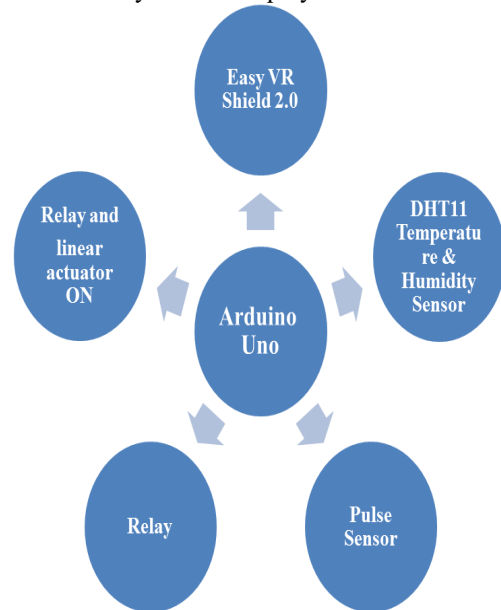 Easy VR
Shield 2.0
Relay and
linear
actuator
ON
DHT11
Temperatu
re &
Humidity
Sensor
Arduino
Uno
Relay
Pulse
Sensor